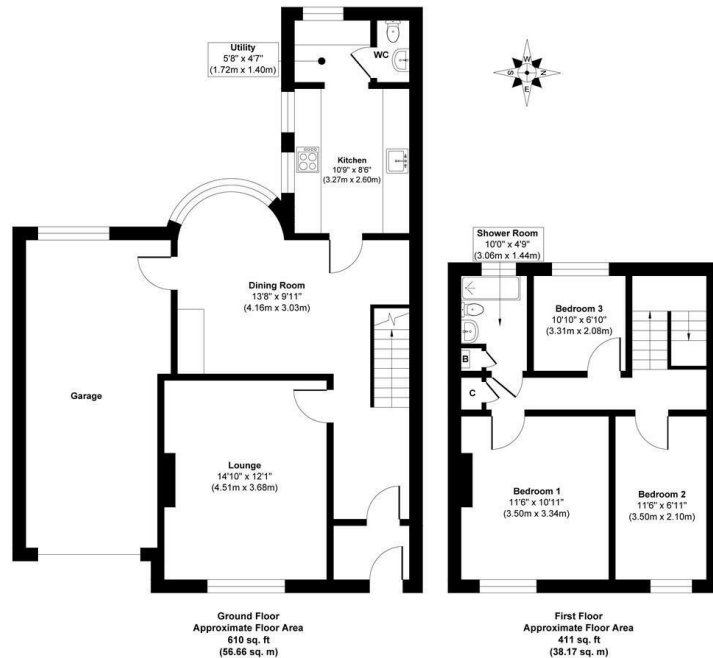 Utility
5'8" x 4'7"
(1.72m x 1.40m)
WC
W
S N
E
Kitchen
10'9" x 8'6"
(3.27m x 2.60m)
Shower Room
10'0" x 4'9"
(3.06m x 1.44m)
Dining Room
13'8" x 9'11"
(4.16m x 3.03m)
Bedroom 3
10'10" x 6'10"
(3.31m x 2.08m)
B
C
Garage
Lounge
14'10" x 12'1"
(4.51m x 3.68m)
Bedroom 1
11'6" x 10'11"
(3.50m x 3.34m)
Bedroom 2
11'6" x 6'11"
(3.50m x 2.10m)
Ground Floor
Approximate Floor Area
610 sq. ft
(56.66 sq. m)
First Floor
Approximate Floor Area
411 sq. ft
(38.17 sq. m)